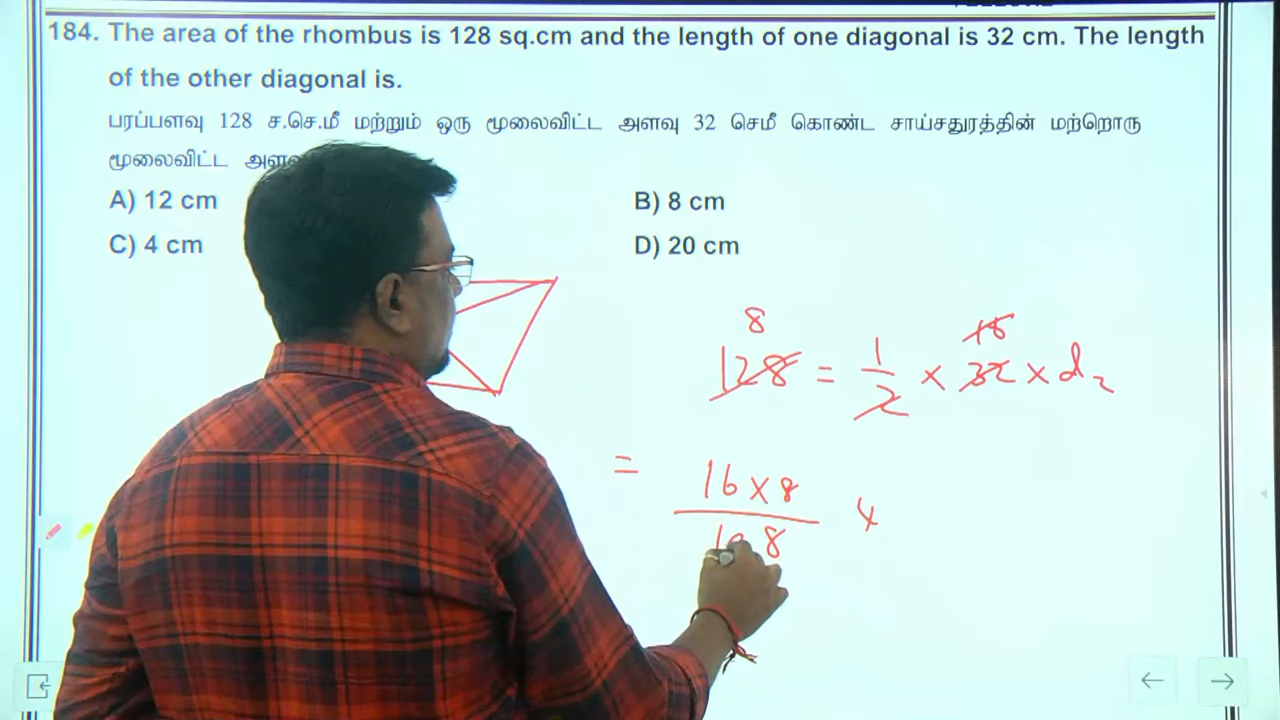 184. The area of the rhombus is 128 sq.cm and the length of one diagonal is 32 cm. The length
of the other diagonal is.
பரப்பளவு 128 ச.செ.மீ மற்றும் ஒரு மூலைவிட்ட அளவு 32 செமீ கொண்ட சாய்சதுரத்தின் மற்றொரு
மூலைவிட்ட
A) 12 cm B) 8 cm
C) 4 cm D) 20 cm
8 16
128 = 1/2 × 32 × d2
= 16 × 8 4
128